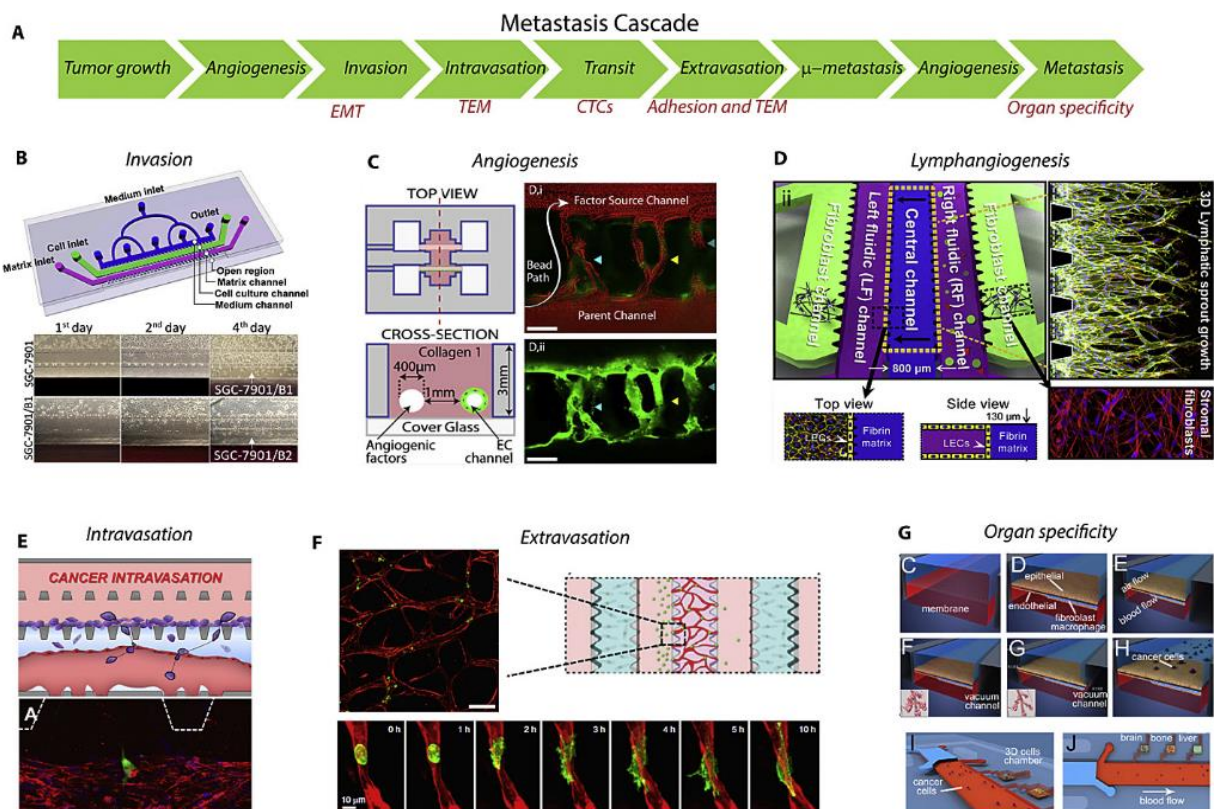 Metastasis Cascade
A
Tumor growth
Angiogenesis
Invasion
Intravasation
Transit
Extravasation
μ–metastasis
Angiogenesis
Metastasis
EMT
TEM
CTCs
Adhesion and TEM
Organ specificity
B
Invasion
Medium inlet
Outlet
Cell inlet
Matrix inlet
Open region
Matrix channel
Cell culture channel
Medium channel
1st day
2nd day
4th day
SGC-7901
SGC-7901/B1
SGC-7901/B1
SGC-7901/B2
C
Angiogenesis
TOP VIEW
CROSS-SECTION
Collagen 1
400µm
1mm
3mm
Cover Glass
Angiogenic
factors
EC
channel
D,i
Factor Source Channel
Bead
Path
Parent Channel
D,ii
D
Lymphangiogenesis
ii
Fibroblast channel
Left fluidic (LF) channel
Central channel
Right fluidic (RF) channel
Fibroblast channel
800 µm
Top view
LECs
Fibrin
matrix
Side view
130 µm
LECs
Fibrin
matrix
3D Lymphatic sprout growth
Stromal
fibroblasts
E
Intravasation
CANCER INTRAVASATION
A
F
Extravasation
0 h
1 h
2 h
3 h
4 h
5 h
10 h
10 µm
G
Organ specificity
C
membrane
D
epithelial
endothelial
fibroblast
macrophage
E
air flow
blood flow
F
vacuum
channel
G
vacuum
channel
H
cancer cells
I
3D cells
chamber
cancer
cells
J
brain
bone
liver
blood flow